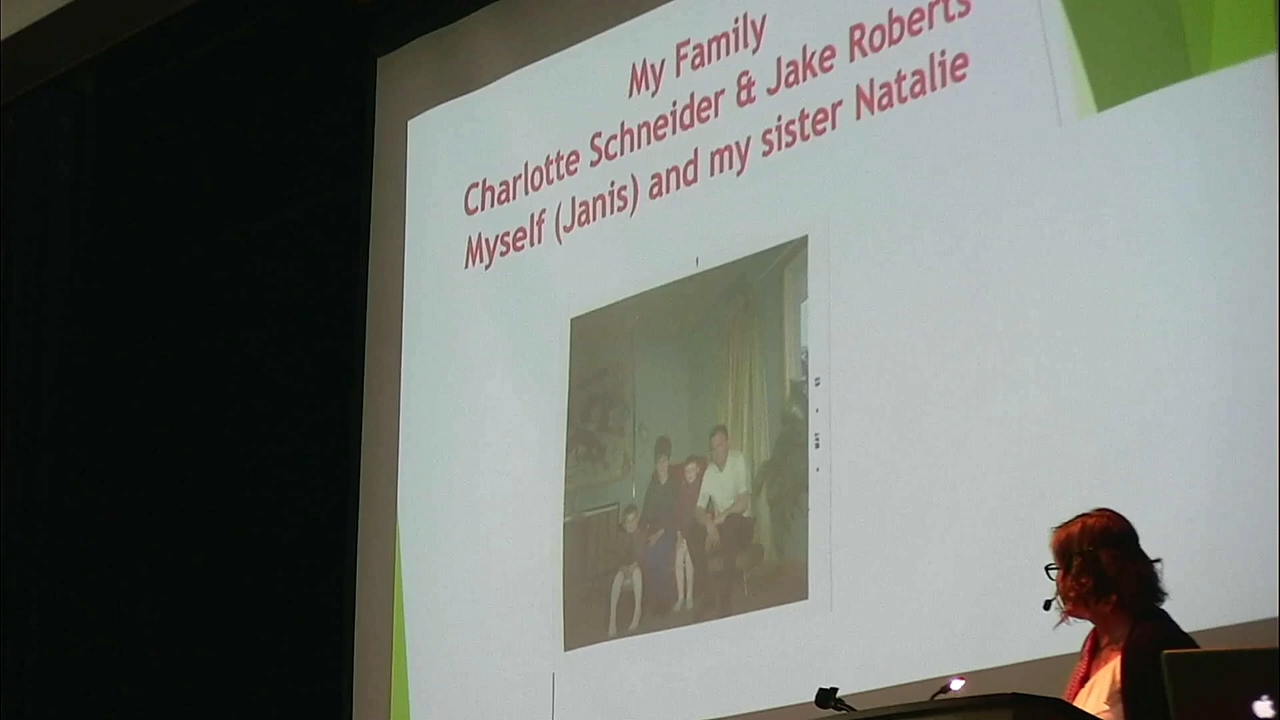 My Family
Charlotte Schneider & Jake Roberts
Myself (Janis) and my sister Natalie